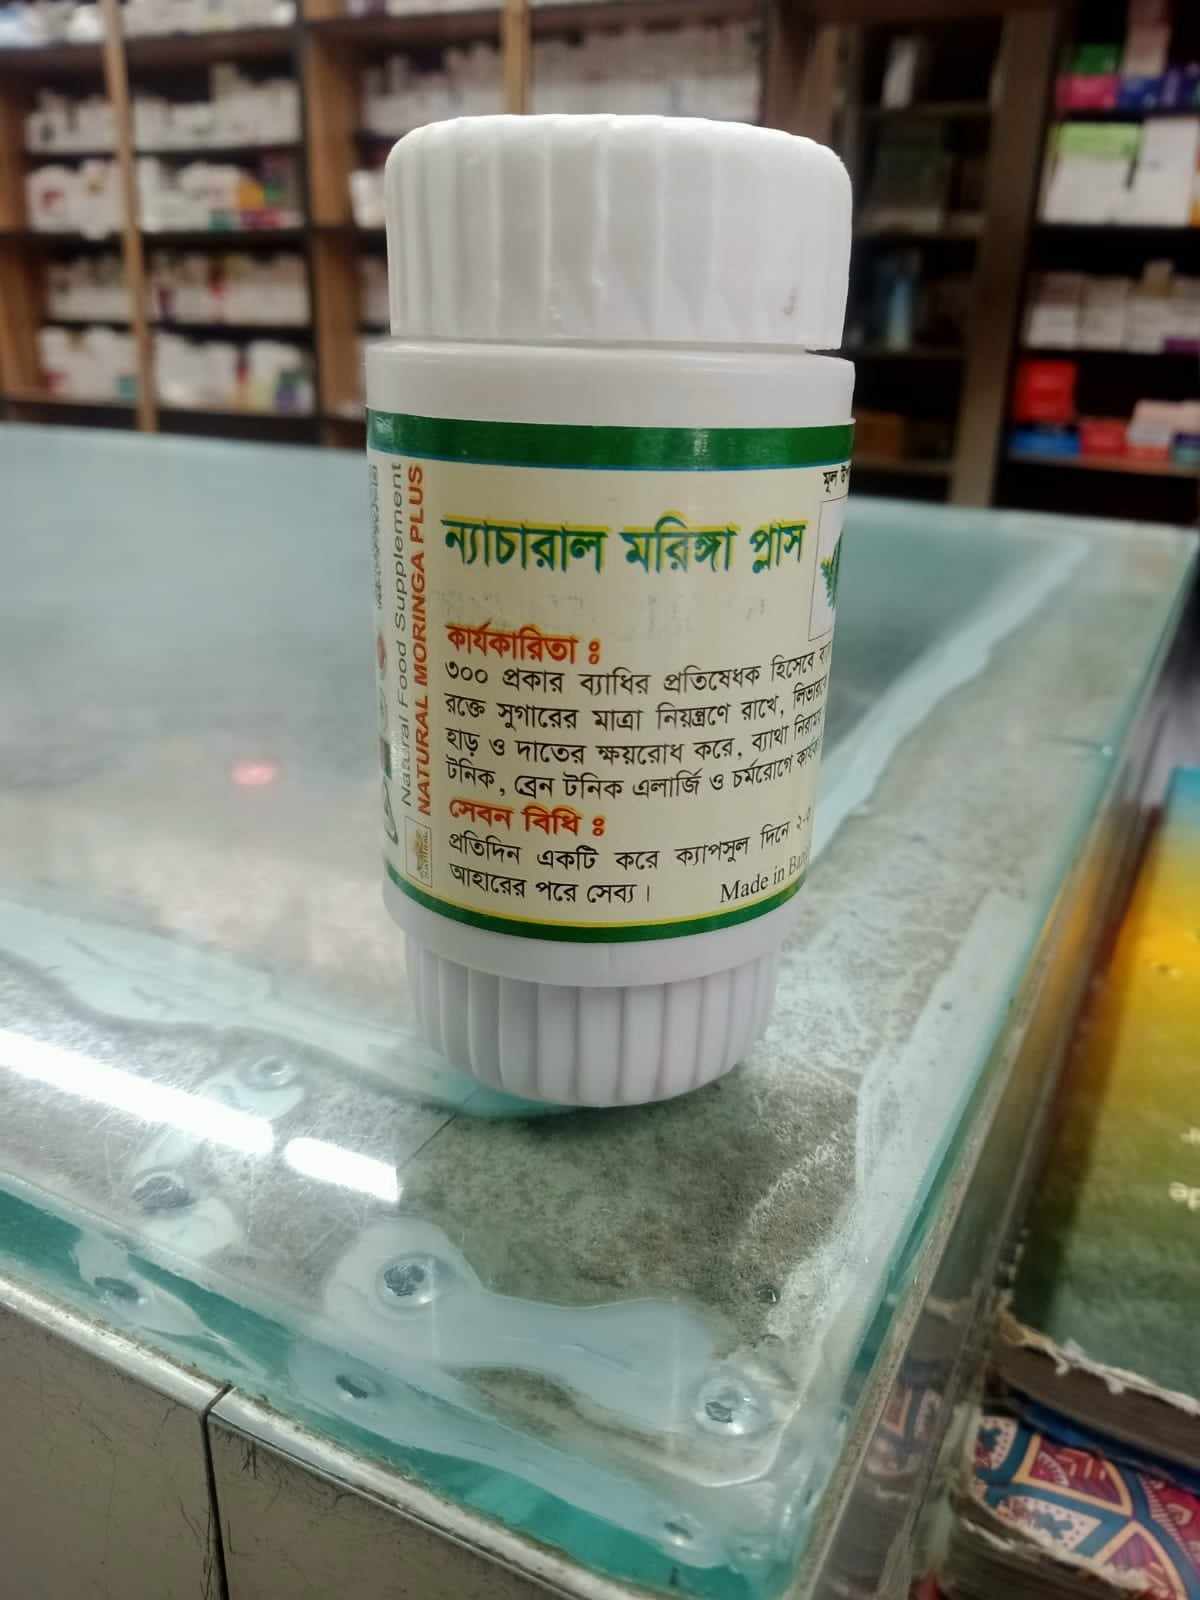 Natural Food Supplement
NATURAL MORINGA PLUS
ন্যাচারাল মরিঙ্গা প্লাস
মূল
কার্যকারিতা ঃ
৩০০ প্রকার ব্যাধির প্রতিষেধক হিসেবে
রক্তে সুগারের মাত্রা নিয়ন্ত্রণে রাখে,
হাড় ও দাতের ক্ষয়রোধ করে, ব্যাথা
টনিক, ব্রেন টনিক এলার্জি ও চর্মরোগে
সেবন বিধি ঃ
প্রতিদিন একটি করে ক্যাপসুল দিনে
আহারের পরে সেব্য।
Made in